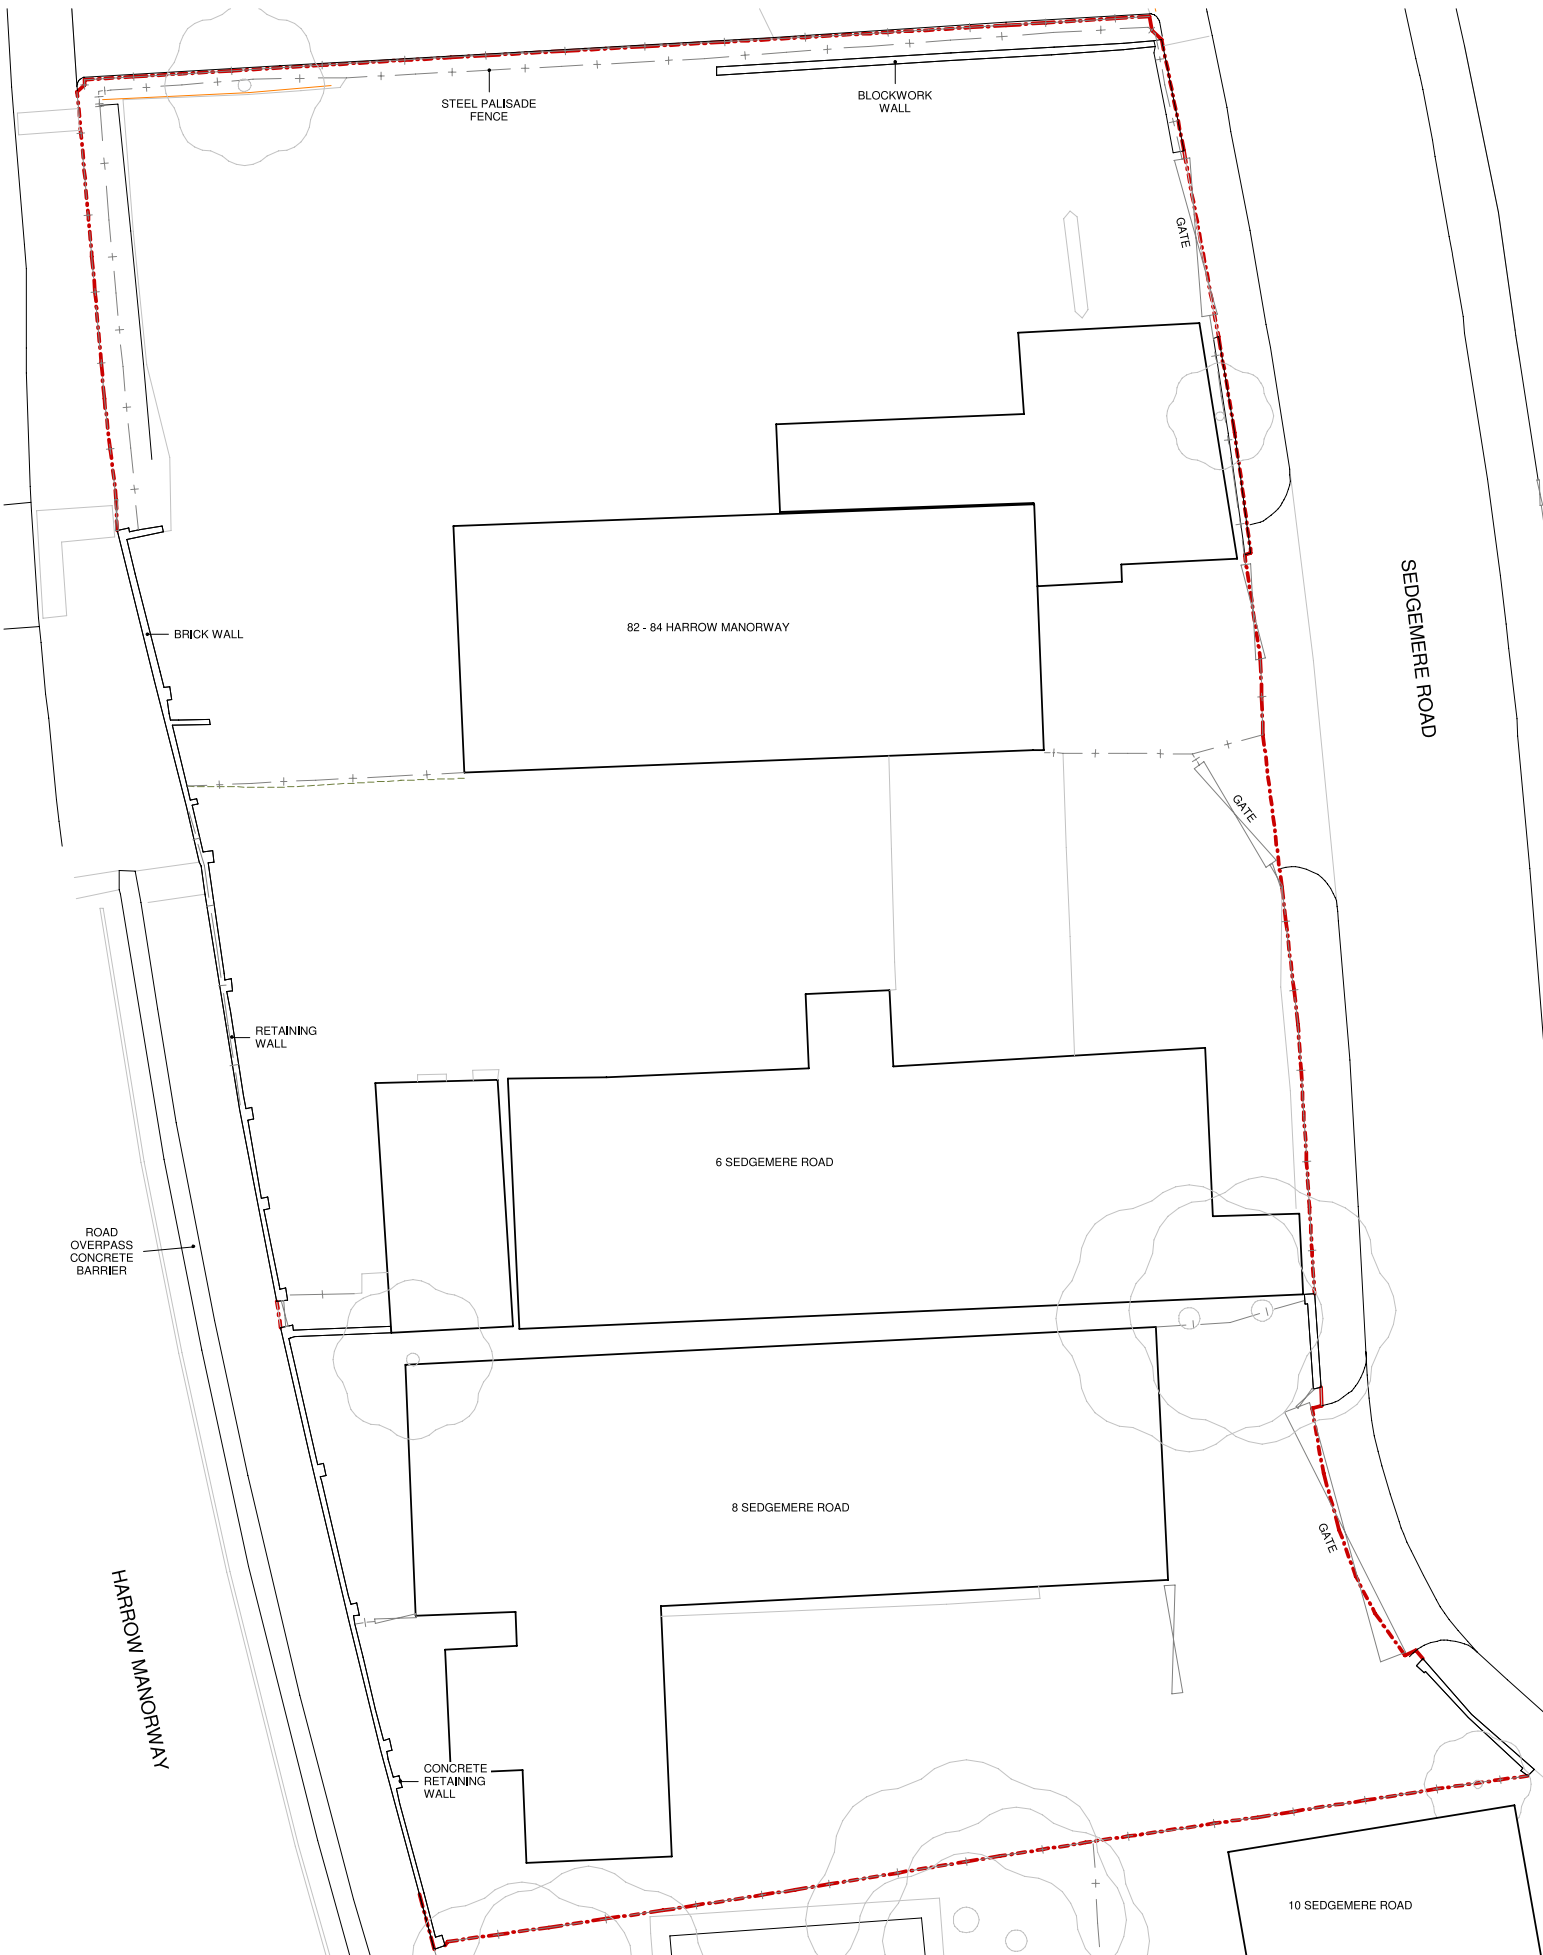 STEEL PALISADE
FENCE
BLOCKWORK
WALL
GATE
SEDGEMERE ROAD
82 - 84 HARROW MANORWAY
BRICK WALL
GATE
RETAINING
WALL
6 SEDGEMERE ROAD
ROAD
OVERPASS
CONCRETE
BARRIER
8 SEDGEMERE ROAD
GATE
HARROW MANORWAY
CONCRETE
RETAINING
WALL
10 SEDGEMERE ROAD